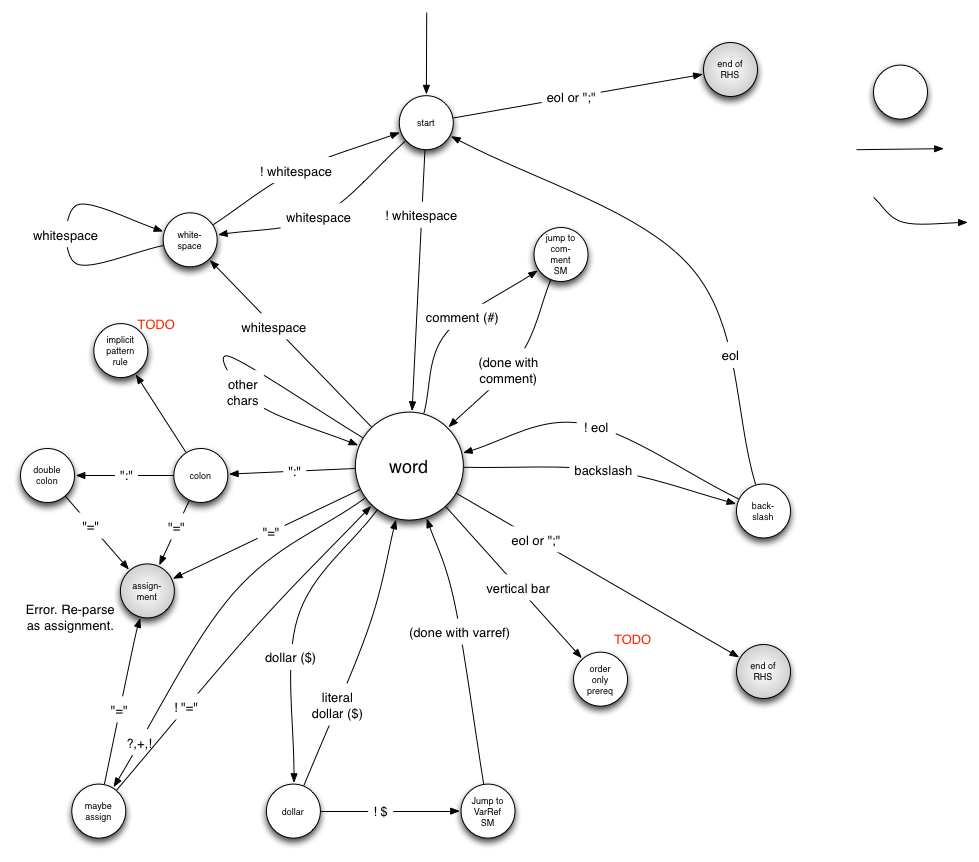 end of
RHS
eol or ";"
start
! whitespace
whitespace
! whitespace
whitespace
white-
space
jump to
com-
ment
SM
comment (#)
TODO
whitespace
implicit
pattern
rule
eol
(done with
comment)
other
chars
! eol
word
double
colon
":"
colon
":"
backslash
back-
slash
"="
"="
"="
eol or ";"
assign-
ment
vertical bar
Error. Re-parse
as assignment.
(done with varref)
TODO
dollar ($)
order
only
prereq
end of
RHS
literal
dollar ($)
"="
! "="
?,+,!
maybe
assign
dollar
! $
Jump to
VarRef
SM